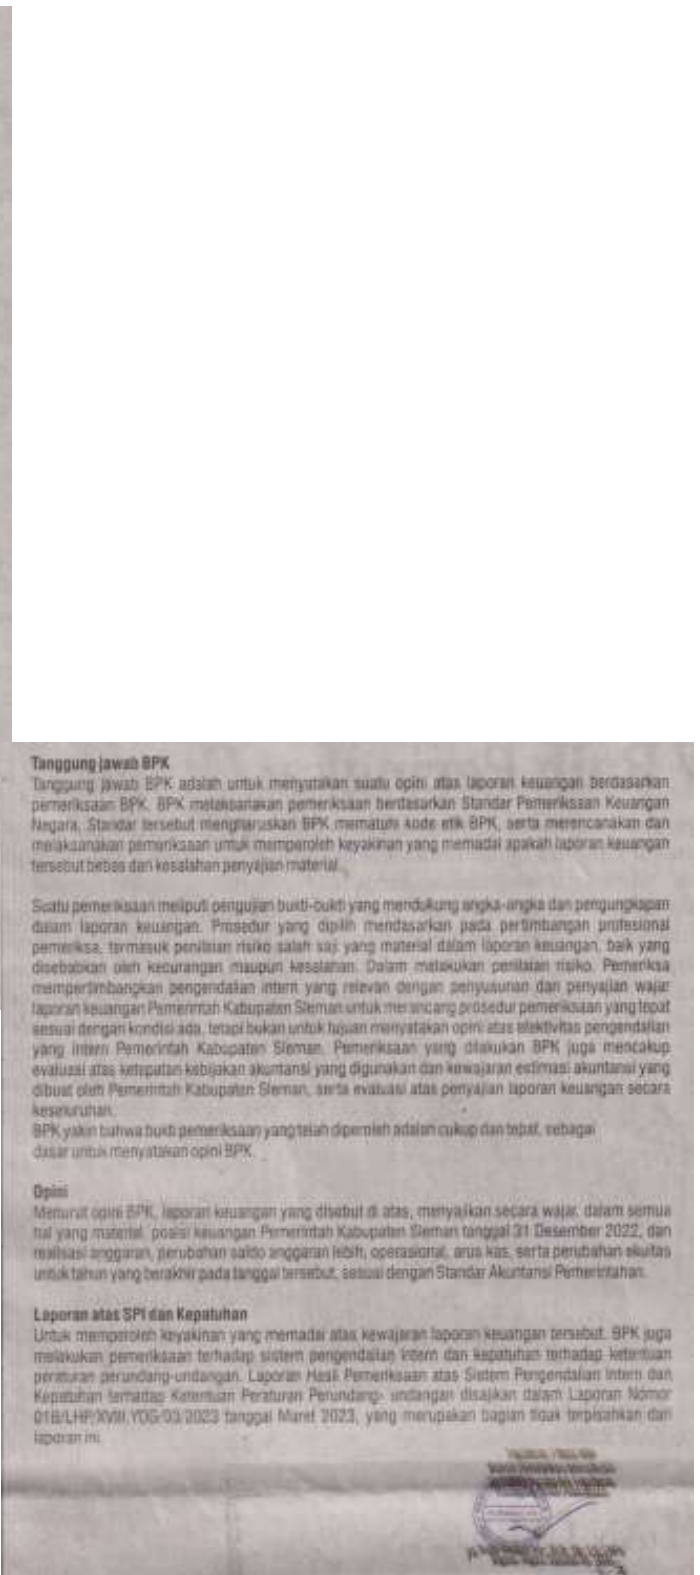 Tanggung jawab BPK
Tanggung jawab BPK adalah untuk menyatakan suatu opini atas laporan keuangan berdasarkan
pemeriksaan BPK. BPK melaksanakan pemeriksaan berdasarkan Standar Pemeriksaan Keuangan
Negara, Standar tersebut mengharuskan BPK mematuhi kode etik BPK, serta merencanakan dan
melaksanakan pemeriksaan untuk memperoleh keyakinan yang memadai apakah laporan keuangan
tersebut bebas dari kesalahan penyajian material.
Suatu pemeriksaan meliputi pengujian bukti-bukti yang mendukung angka-angka dan pengungkapan
dalam laporan keuangan. Prosedur yang dipilih mendasarkan pada pertimbangan profesional
pemeriksa, termasuk penilaian risiko salah saji yang material dalam laporan keuangan, baik yang
disebabkan oleh kecurangan maupun kesalahan. Dalam melakukan penilaian risiko. Pemeriksa
mempertimbangkan pengendalian intern yang relevan dengan penyusunan dan penyajian wajar
laporan keuangan Pemerintah Kabupaten Sleman untuk merancang prosedur pemeriksaan yang tepat
sesuai dengan kondisi ada, tetapi bukan untuk tujuan menyatakan opini atas efektivitas pengendalian
yang intern Pemerintah Kabupaten Sleman. Pemeriksaan yang dilakukan BPK juga mencakup
evaluasi atas ketepatan kebijakan akuntansi yang digunakan dan kewajaran estimasi akuntansi yang
dibuat oleh Pemerintah Kabupaten Sleman, serta evaluasi atas penyajian laporan keuangan secara
keseluruhan.
BPK yakin bahwa bukti pemeriksaan yang telah diperoleh adalah cukup dan tepat, sebagai
dasar untuk menyatakan opini BPK.
Opini
Menurut opini BPK, laporan keuangan yang disebut di atas, menyajikan secara wajar, dalam semua
hal yang material, posisi keuangan Pemerintah Kabupaten Sleman tanggal 31 Desember 2022, dan
realisasi anggaran, perubahan saldo anggaran lebih, operasional, arus kas, serta perubahan ekuitas
untuk tahun yang berakhir pada tanggal tersebut, sesuai dengan Standar Akuntansi Pemerintahan.
Laporan atas SPI dan Kepatuhan
Untuk memperoleh keyakinan yang memadai atas kewajaran laporan keuangan tersebut, BPK juga
melakukan pemeriksaan terhadap sistem pengendalian intern dan kepatuhan terhadap ketentuan
peraturan perundang-undangan. Laporan Hasil Pemeriksaan atas Sistem Pengendalian Intern dan
Kepatuhan terhadap Ketentuan Peraturan Perundang- undangan disajikan dalam Laporan Nomor
01B/LHP/XVIII.YOG/03/2023 tanggal Maret 2023, yang merupakan bagian tidak terpisahkan dari
laporan ini.